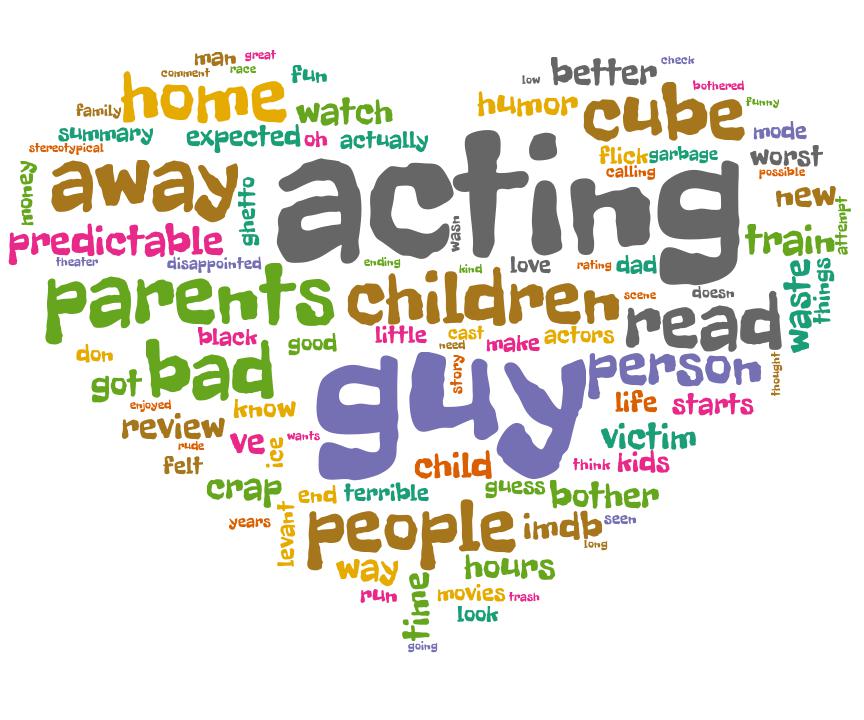 man great
comment race fun
family home watch
summary expected oh actually
stereotypical
low better check
bothered
humor cube funny
mode
flick garbage worst
calling possible
money away ghetto acting new
attempt
predictable wasn train
theater disappointed ending kind love rating dad
parents children scene doesn waste things
black good little cast make actors read
need
don bad guy story person thought
got
enjoyed know life starts
review ve wants victim
rude ice
felt child think kids
crap end terrible guess bother
years levant people imdb seen
long
way hours
run time movies trash
look
going